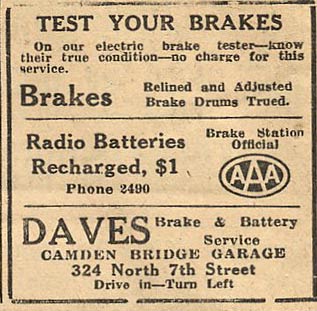 TEST YOUR BRAKES
On our electric brake tester—know
their true condition—no charge for this
service.
Brakes
Relined and Adjusted
Brake Drums Trued.
Radio Batteries
Recharged, $1
Phone 2490
Brake Station
Official
AAA
DAVES Brake & Battery
Service
CAMDEN BRIDGE GARAGE
324 North 7th Street
Drive in—Turn Left